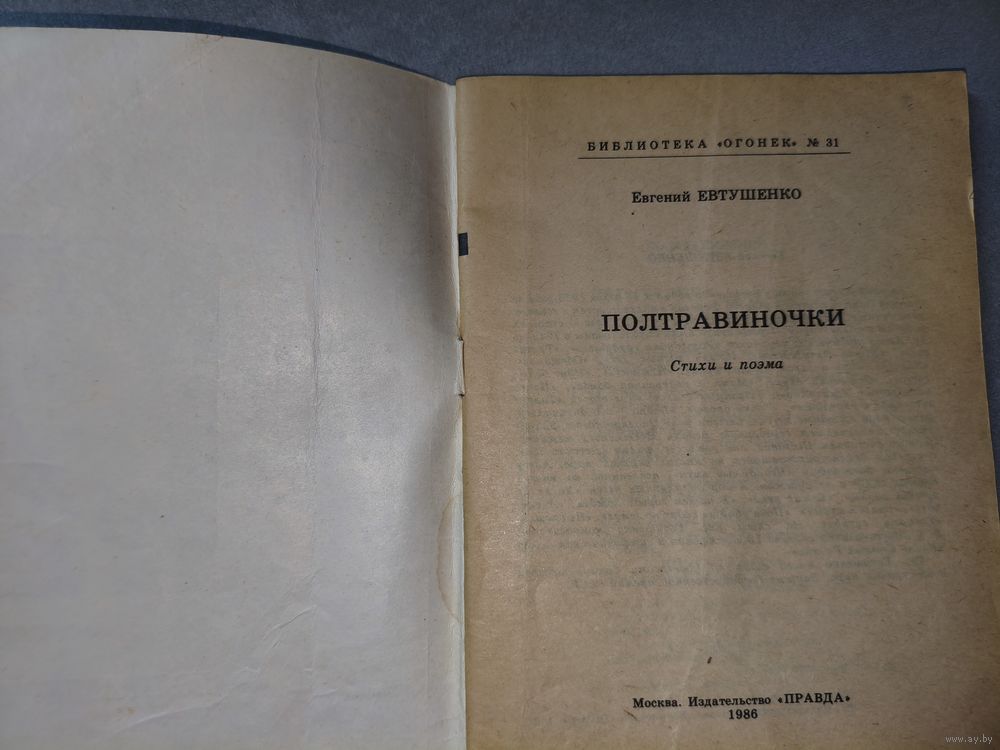 БИБЛИОТЕКА «ОГОНЕК» № 31
Евгений ЕВТУШЕНКО
ПОЛТРАВИНОЧКИ
Стихи и поэма
Москва. Издательство «ПРАВДА»
1986
www.ay.by